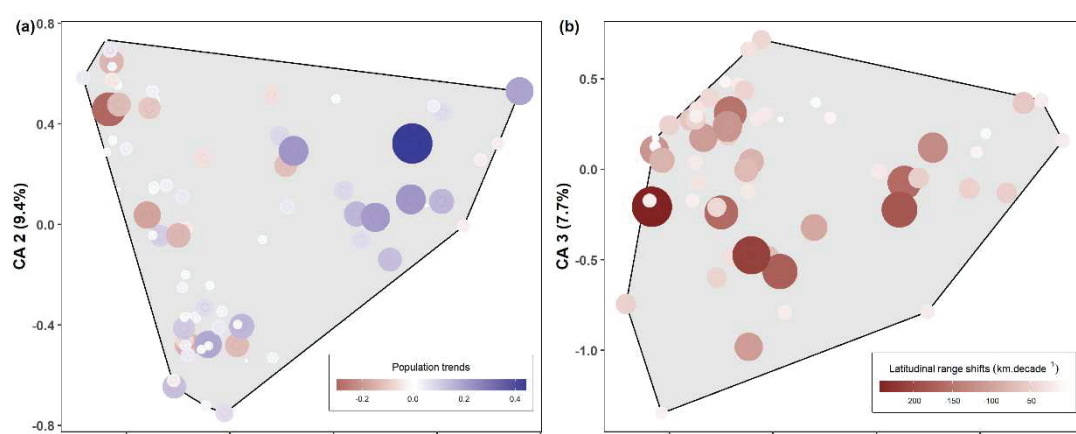 (a)
0.8
0.4
0.0
-0.4
-0.8
CA 2 (9.4%)
Population trends
-0.2
0.0
0.2
0.4
(b)
0.5
0.0
-0.5
-1.0
CA 3 (7.7%)
Latitudinal range shifts (km.decade ¹)
-200
-150
-100
-50